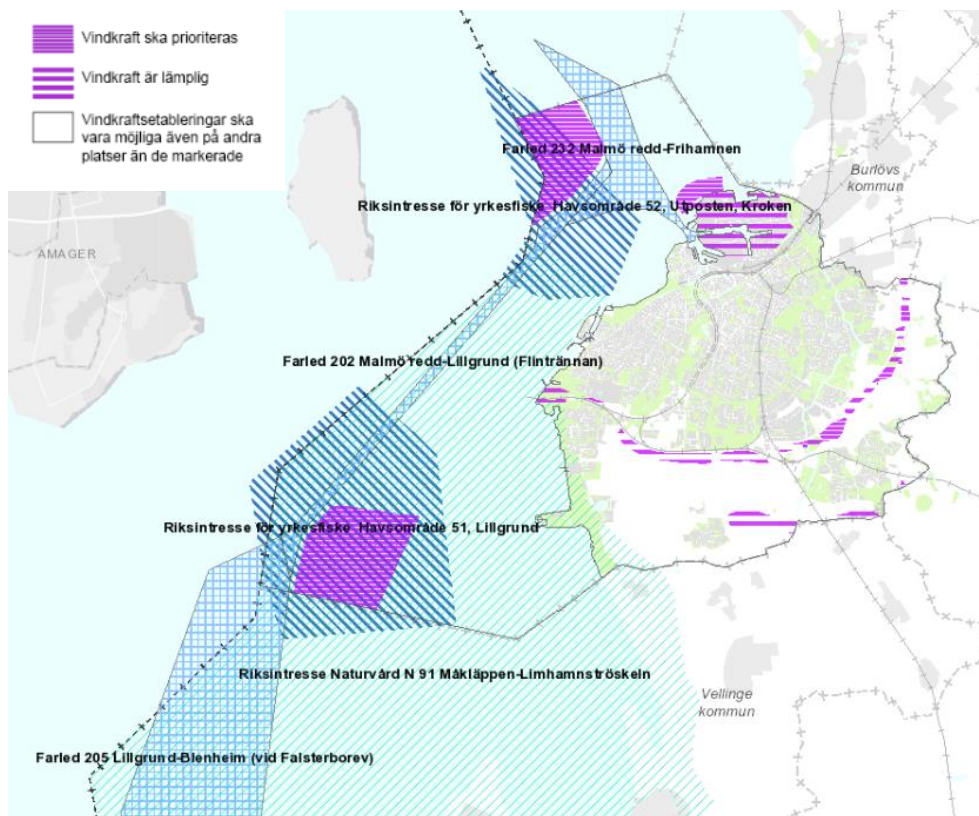 Vindkraft ska prioriteras
Vindkraft är lämplig
Vindkraftsetableringar ska
vara möjliga även på andra
platser än de markerade
Farled 232 Malmö redd-Frihamnen
Burlövs
kommun
Riksintresse för yrkesfiske Havsområde 52, Utposten, Kroken
AMAGER
Farled 202 Malmö redd-Lillgrund (Flintrännan)
Riksintresse för yrkesfiske Havsområde 51, Lillgrund
Riksintresse Naturvård N 91 Måkläppen-Limhamnströskeln
Vellinge
kommun
Farled 205 Lillgrund-Blenheim (vid Falsterborev)